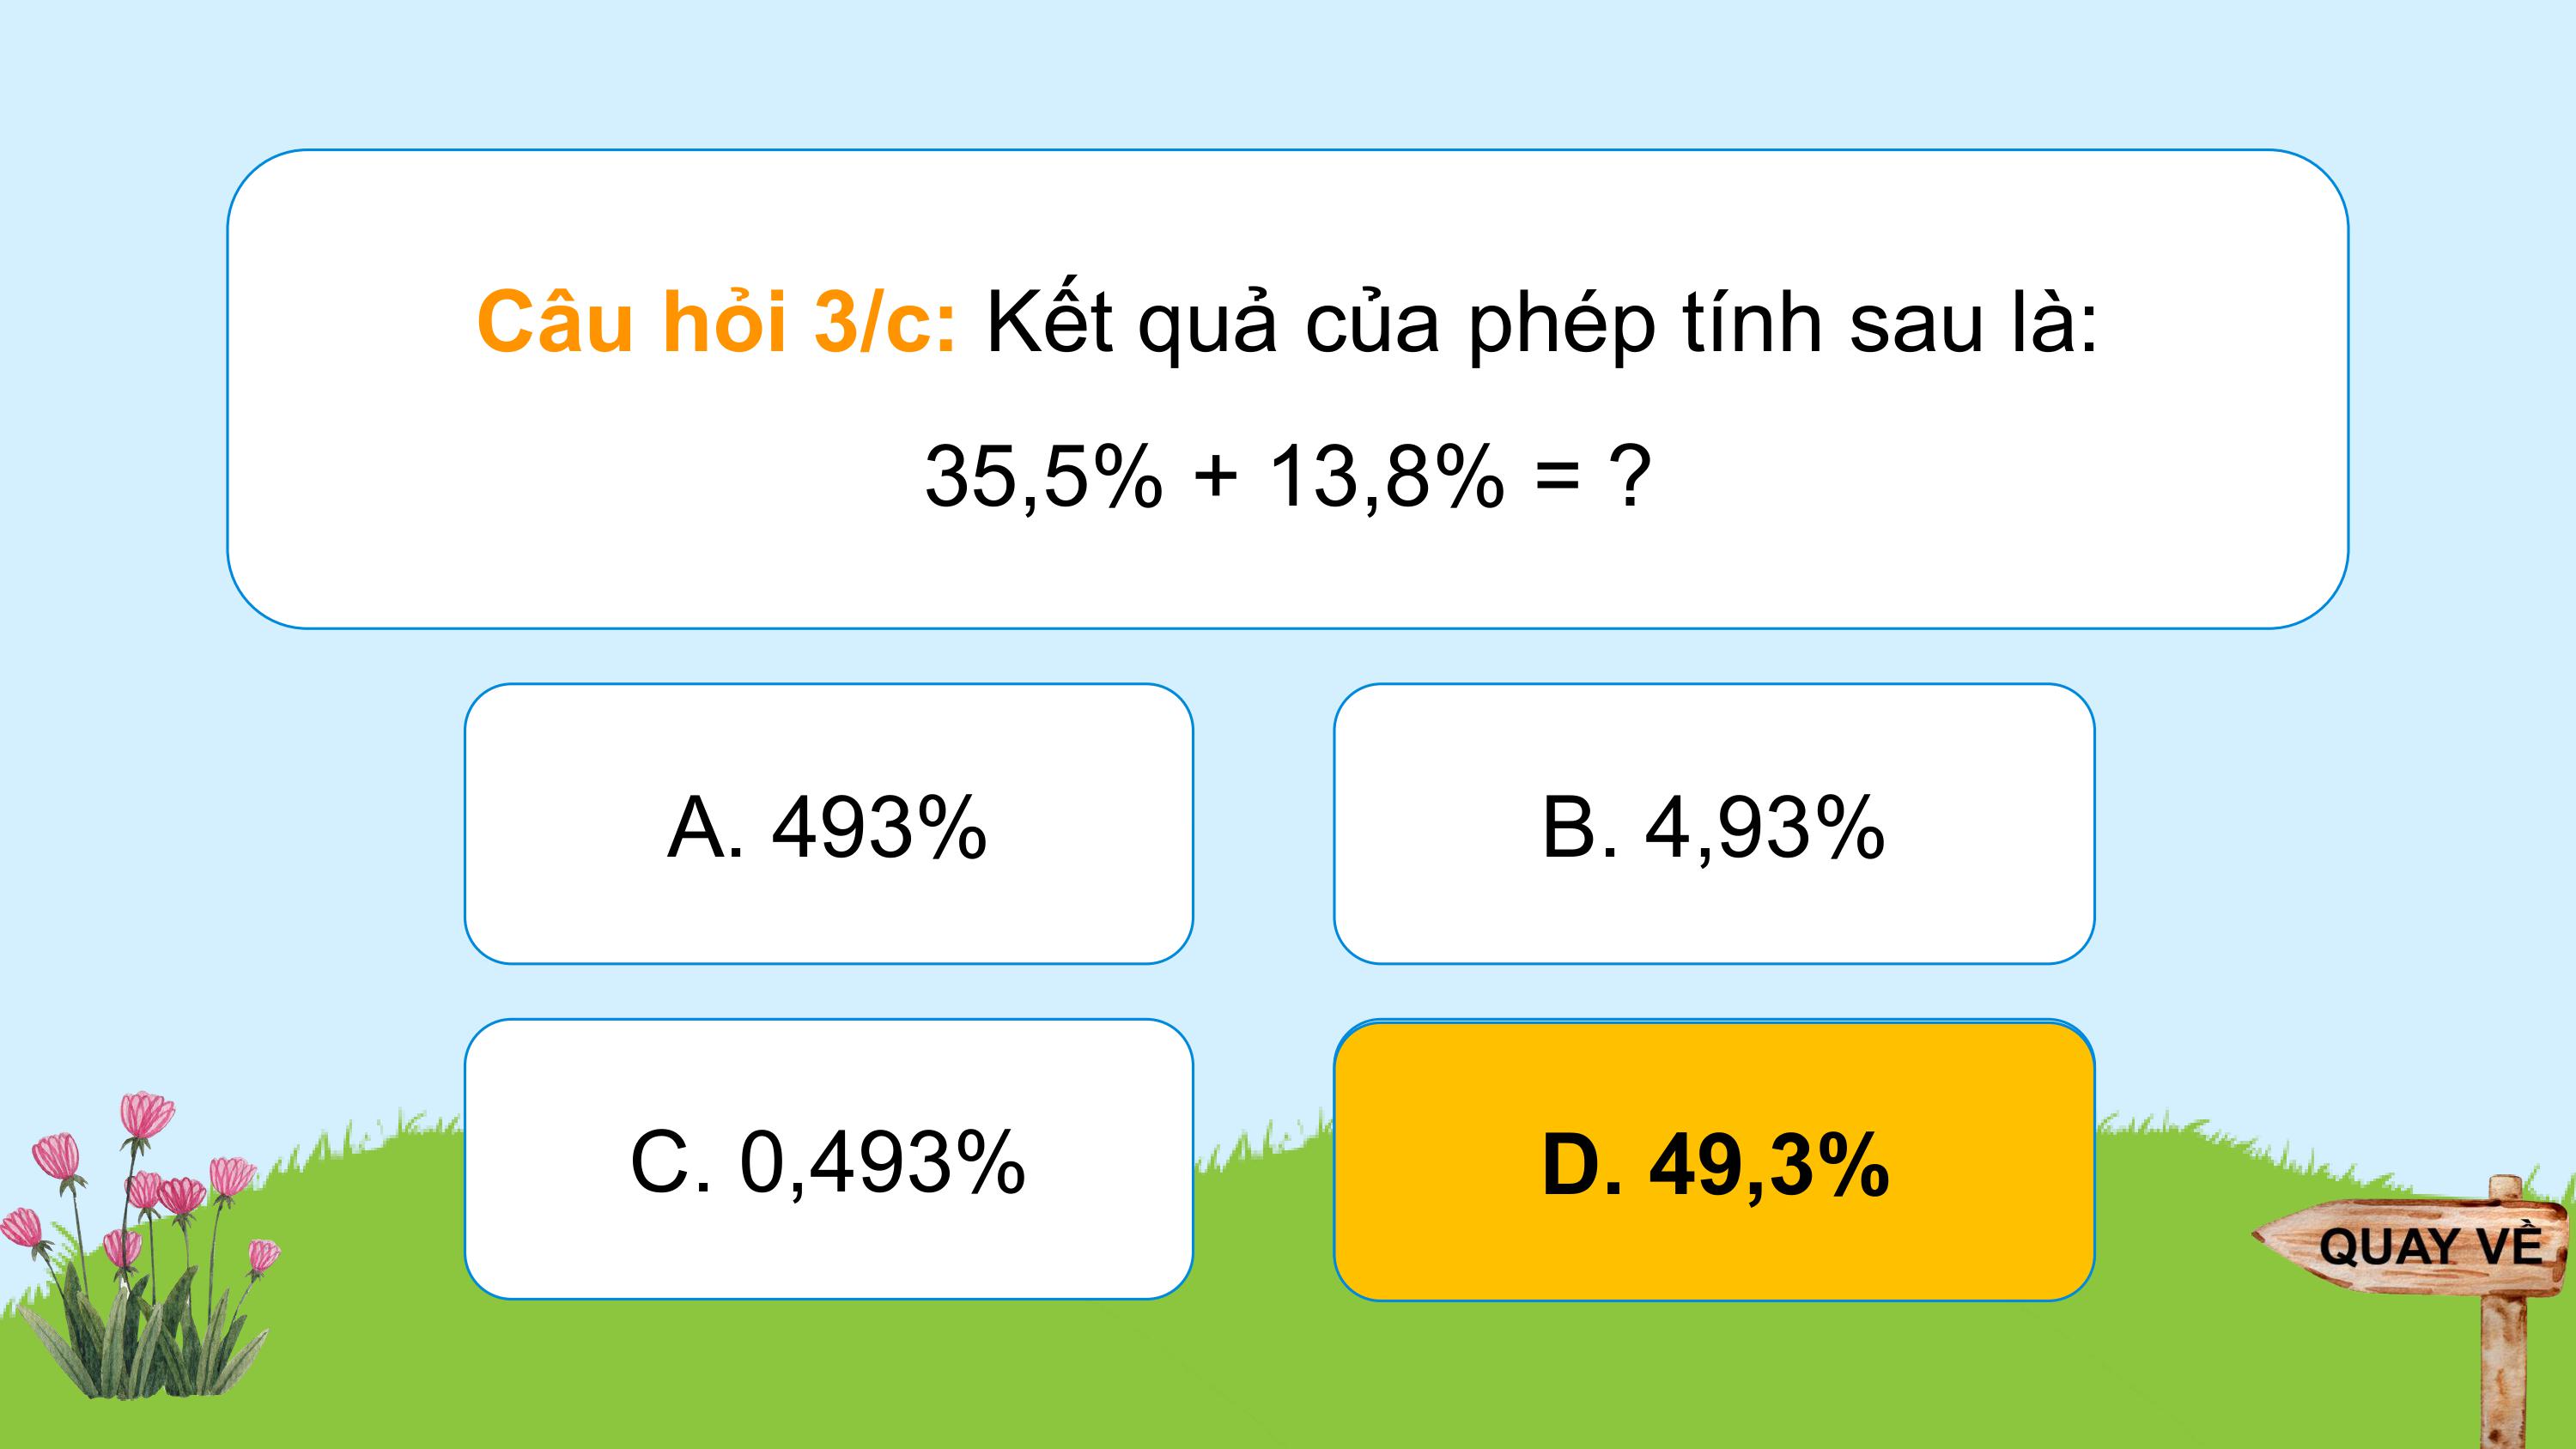 Câu hỏi 3/c: Kết quả của phép tính sau là:
35,5% + 13,8% = ?
A. 493%
B. 4,93%
C. 0,493%
D. 49,3%
QUAY VỀ